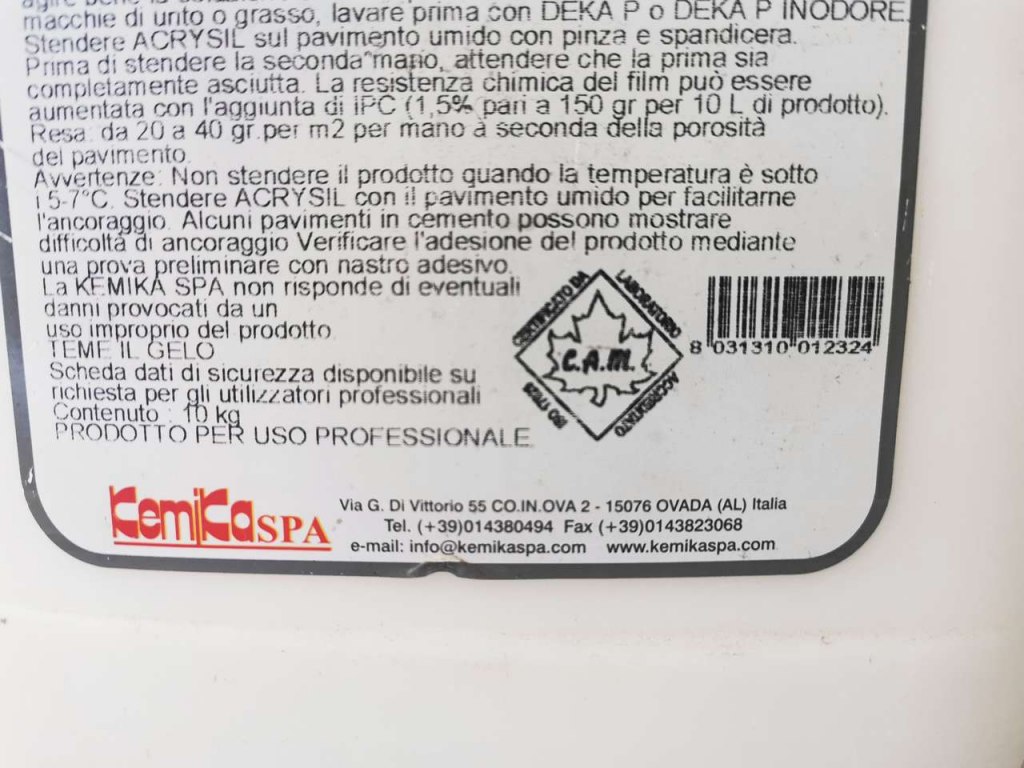 agire bene la soluzione
macchie di unto o grasso, lavare prima con DEKA P o DEKA P INODORE.
Stendere ACRYSIL sul pavimento umido con pinza e spandicera.
Prima di stendere la seconda mano, attendere che la prima sia
completamente asciutta. La resistenza chimica del film può essere
aumentata con l'aggiunta di iPC (1,5% pari a 150 gr per 10 L di prodotto).
Resa: da 20 a 40 gr.per m2 per mano a seconda della porosità
del pavimento.
Avvertenze: Non stendere il prodotto quando la temperatura è sotto
i 5-7°C. Stendere ACRYSIL con il pavimento umido per facilitarne
l'ancoraggio. Alcuni pavimenti in cemento possono mostrare
difficoltà di ancoraggio Verificare l'adesione del prodotto mediante
una prova preliminare con nastro adesivo.
La KEMIKA SPA non risponde di eventuali
danni provocati da un
uso improprio del prodotto
TEME IL GELO
Scheda dati di sicurezza disponibile su
richiesta per gli utilizzatori professionali
Contenuto : 10 kg
PRODOTTO PER USO PROFESSIONALE
CERTIFICATO DA
LABORATORIO
C.A.M.
ISO 17025
ACCREDITATO
8 031310 012324
KemiKa SPA
Via G. Di Vittorio 55 CO.IN.OVA 2 - 15076 OVADA (AL) Italia
Tel. (+39)014380494 Fax (+39)0143823068
e-mail: info@kemikaspa.com www.kemikaspa.com